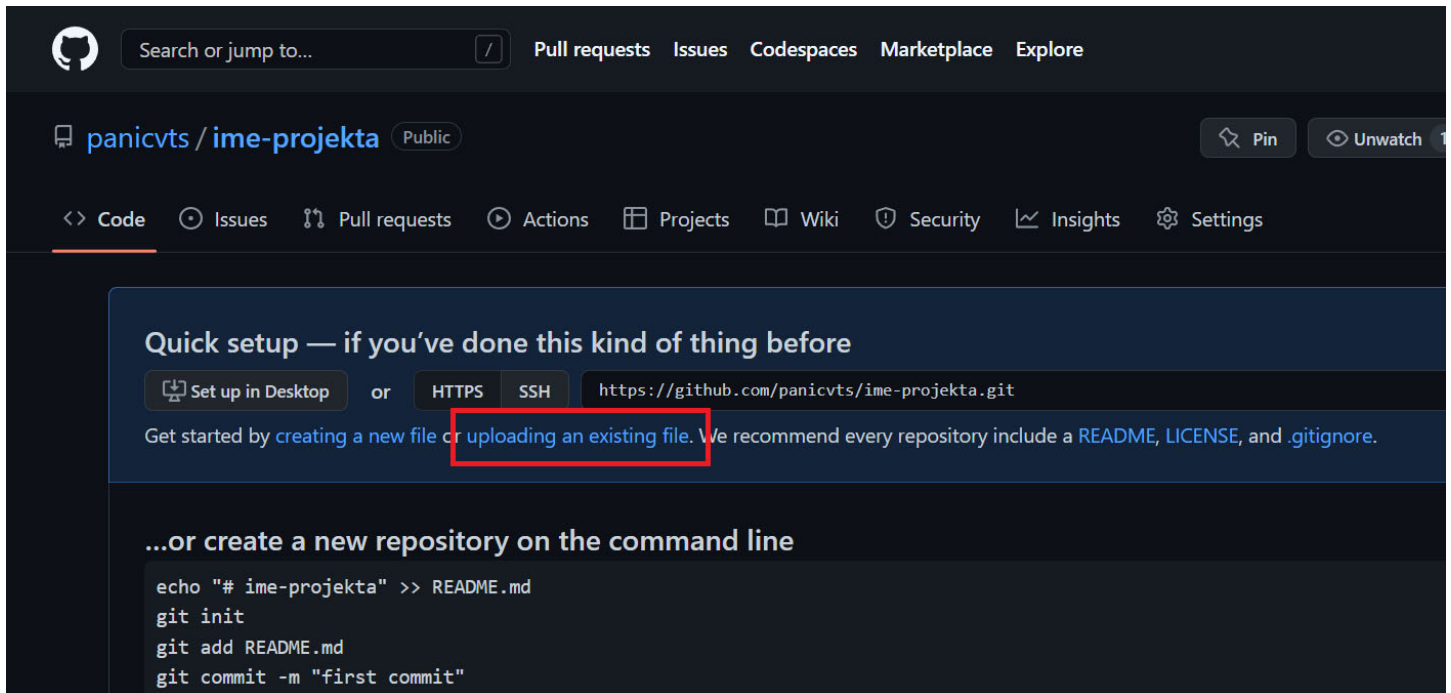 Search or jump to... / Pull requests Issues Codespaces Marketplace Explore
panicvts / ime-projekta Public Pin Unwatch 1
<> Code Issues Pull requests Actions Projects Wiki Security Insights Settings
Quick setup — if you’ve done this kind of thing before
Set up in Desktop or HTTPS SSH https://github.com/panicvts/ime-projekta.git
Get started by creating a new file or uploading an existing file. We recommend every repository include a README, LICENSE, and .gitignore.
…or create a new repository on the command line
echo "# ime-projekta" >> README.md
git init
git add README.md
git commit -m "first commit"